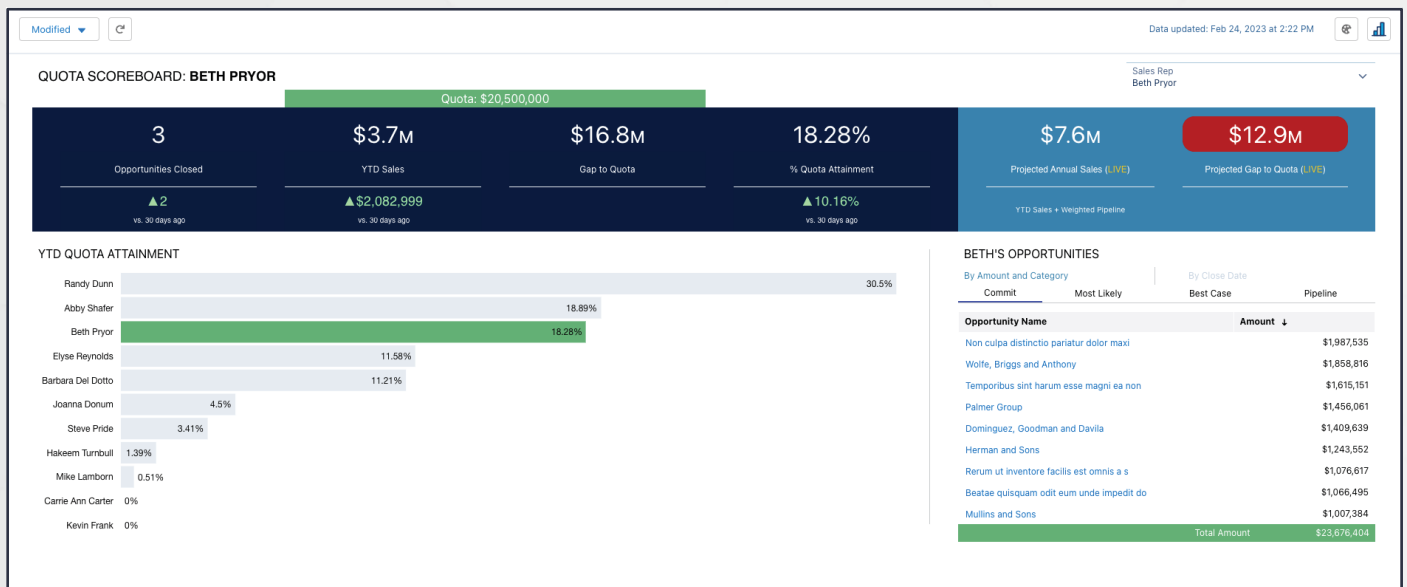 Modified
Data updated: Feb 24, 2023 at 2:22 PM
QUOTA SCOREBOARD: BETH PRYOR
Sales Rep
Beth Pryor
Quota: $20,500,000
3
Opportunities Closed
▲2
vs. 30 days ago
$3.7M
YTD Sales
▲$2,082,999
vs. 30 days ago
$16.8M
Gap to Quota
18.28%
% Quota Attainment
▲10.16%
vs. 30 days ago
$7.6M
Projected Annual Sales (LIVE)
YTD Sales + Weighted Pipeline
$12.9M
Projected Gap to Quota (LIVE)
YTD QUOTA ATTAINMENT
Randy Dunn 30.5%
Abby Shafer 18.89%
Beth Pryor 18.28%
Elyse Reynolds 11.58%
Barbara Del Dotto 11.21%
Joanna Donum 4.5%
Steve Pride 3.41%
Hakeem Turnbull 1.39%
Mike Lamborn 0.51%
Carrie Ann Carter 0%
Kevin Frank 0%
BETH'S OPPORTUNITIES
By Amount and Category By Close Date
Commit Most Likely Best Case Pipeline
Opportunity Name Amount ↓
Non culpa distinctio pariatur dolor maxi $1,987,535
Wolfe, Briggs and Anthony $1,858,816
Temporibus sint harum esse magni ea non $1,615,151
Palmer Group $1,456,061
Dominguez, Goodman and Davila $1,409,639
Herman and Sons $1,243,552
Rerum ut inventore facilis est omnis a s $1,076,617
Beatae quisquam odit eum unde impedit do $1,066,495
Mullins and Sons $1,007,384
Total Amount $23,676,404